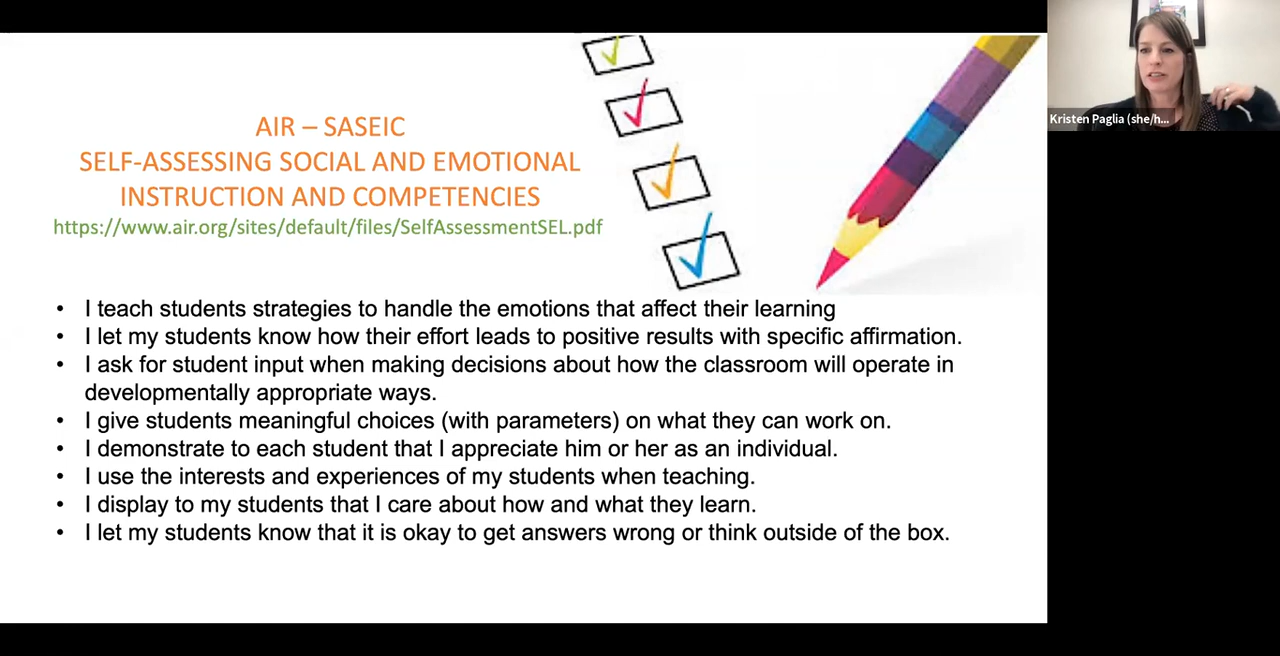 AIR – SASEIC
SELF-ASSESSING SOCIAL AND EMOTIONAL
INSTRUCTION AND COMPETENCIES
https://www.air.org/sites/default/files/SelfAssessmentSEL.pdf
• I teach students strategies to handle the emotions that affect their learning
• I let my students know how their effort leads to positive results with specific affirmation.
• I ask for student input when making decisions about how the classroom will operate in
developmentally appropriate ways.
• I give students meaningful choices (with parameters) on what they can work on.
• I demonstrate to each student that I appreciate him or her as an individual.
• I use the interests and experiences of my students when teaching.
• I display to my students that I care about how and what they learn.
• I let my students know that it is okay to get answers wrong or think outside of the box.
Kristen Paglia (she/h...